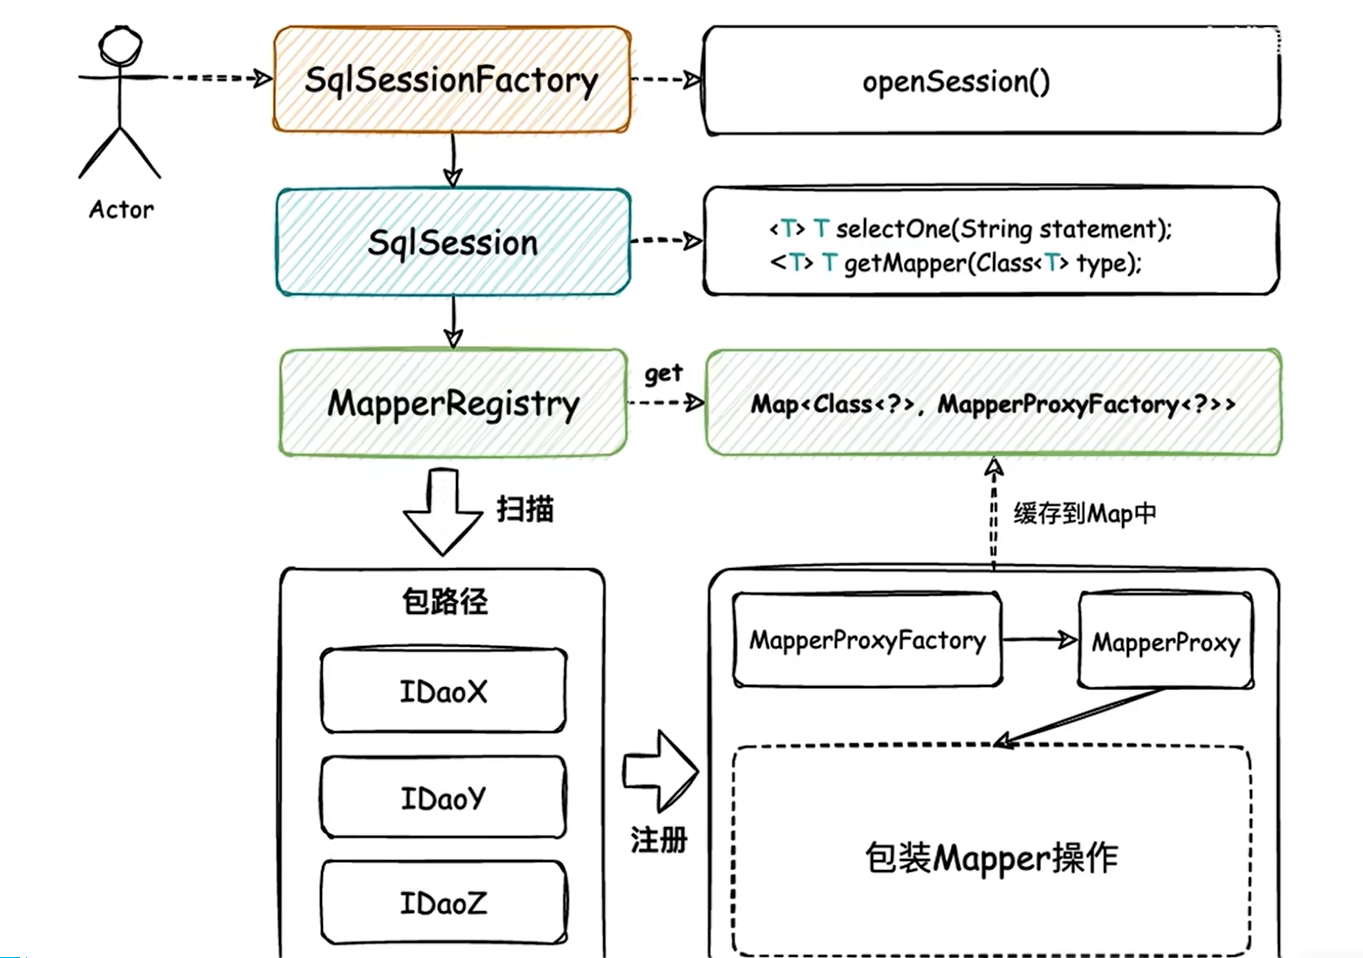 SqlSessionFactory
openSession()
Actor
SqlSession
<T> T selectOne(String statement);
<T> T getMapper(Class<T> type);
MapperRegistry
get
Map<Class<?>, MapperProxyFactory<?>>
扫描
缓存到Map中
包路径
IDaoX
IDaoY
IDaoZ
注册
MapperProxyFactory
MapperProxy
包装Mapper操作